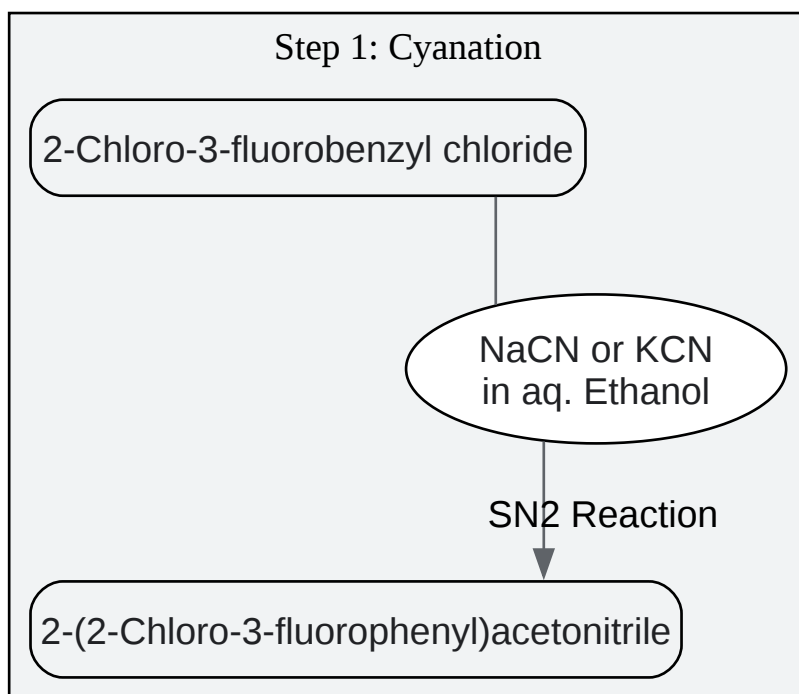 Step 1: Cyanation
2-Chloro-3-fluorobenzyl chloride
NaCN or KCN
in aq. Ethanol
SN2 Reaction
2-(2-Chloro-3-fluorophenyl)acetonitrile